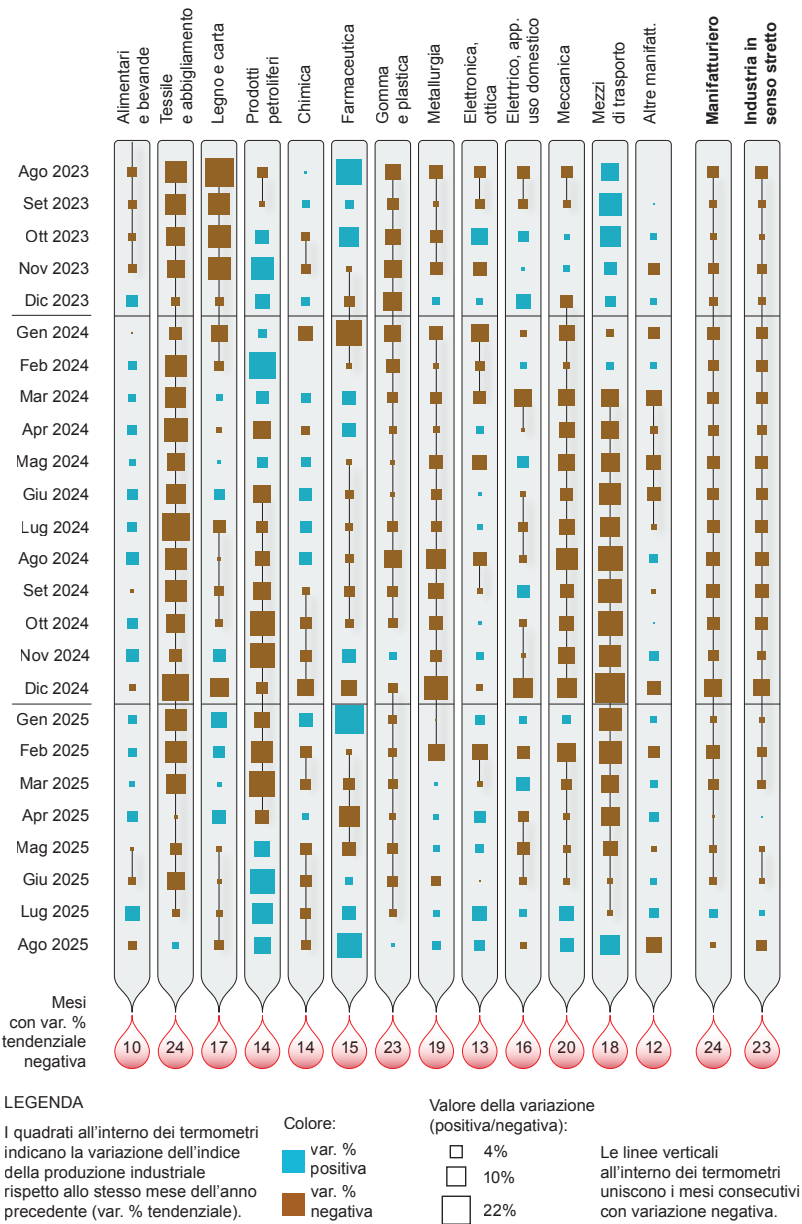 Alimentari
e bevande
Tessile
e abbigliamento
Legno e carta
Prodotti
petroliferi
Chimica
Farmaceutica
Gomma
e plastica
Metallurgia
Elettronica,
ottica
Elettrico, app.
uso domestico
Meccanica
Mezzi
di trasporto
Altre manifatt.
Manifatturiero
Industria in
senso stretto
Ago 2023
Set 2023
Ott 2023
Nov 2023
Dic 2023
Gen 2024
Feb 2024
Mar 2024
Apr 2024
Mag 2024
Giu 2024
Lug 2024
Ago 2024
Set 2024
Ott 2024
Nov 2024
Dic 2024
Gen 2025
Feb 2025
Mar 2025
Apr 2025
Mag 2025
Giu 2025
Lug 2025
Ago 2025
Mesi
con var. %
tendenziale
negativa
10 24 17 14 14 15 23 19 13 16 20 18 12 24 23
LEGENDA
I quadrati all'interno dei termometri
indicano la variazione dell'indice
della produzione industriale
rispetto allo stesso mese dell'anno
precedente (var. % tendenziale).
Colore:
var. %
positiva
var. %
negativa
Valore della variazione
(positiva/negativa):
4%
10%
22%
Le linee verticali
all'interno dei termometri
uniscono i mesi consecutivi
con variazione negativa.